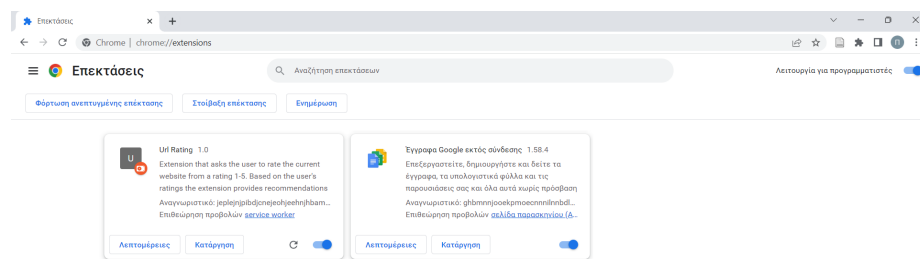 Επεκτάσεις
Chrome | chrome://extensions
Επεκτάσεις
Αναζήτηση επεκτάσεων
Λειτουργία για προγραμματιστές
Φόρτωση ανεπτυγμένης επέκτασης
Στοίβαξη επέκτασης
Ενημέρωση
Url Rating 1.0
U
Extension that asks the user to rate the current
website from a rating 1-5. Based on the user's
ratings the extension provides recommendations
Αναγνωριστικό: jeplejnjpibdjcnejeohjeehnjhbam...
Επιθεώρηση προβολών service worker
Λεπτομέρειες
Κατάργηση
Έγγραφα Google εκτός σύνδεσης 1.58.4
Επεξεργαστείτε, δημιουργήστε και δείτε τα
έγγραφα, τα υπολογιστικά φύλλα και τις
παρουσιάσεις σας και όλα αυτά χωρίς πρόσβαση
Αναγνωριστικό: ghbmnnjooekpmoecnnnilnnbdl...
Επιθεώρηση προβολών σελίδα παρασκηνίου (Α...
Λεπτομέρειες
Κατάργηση